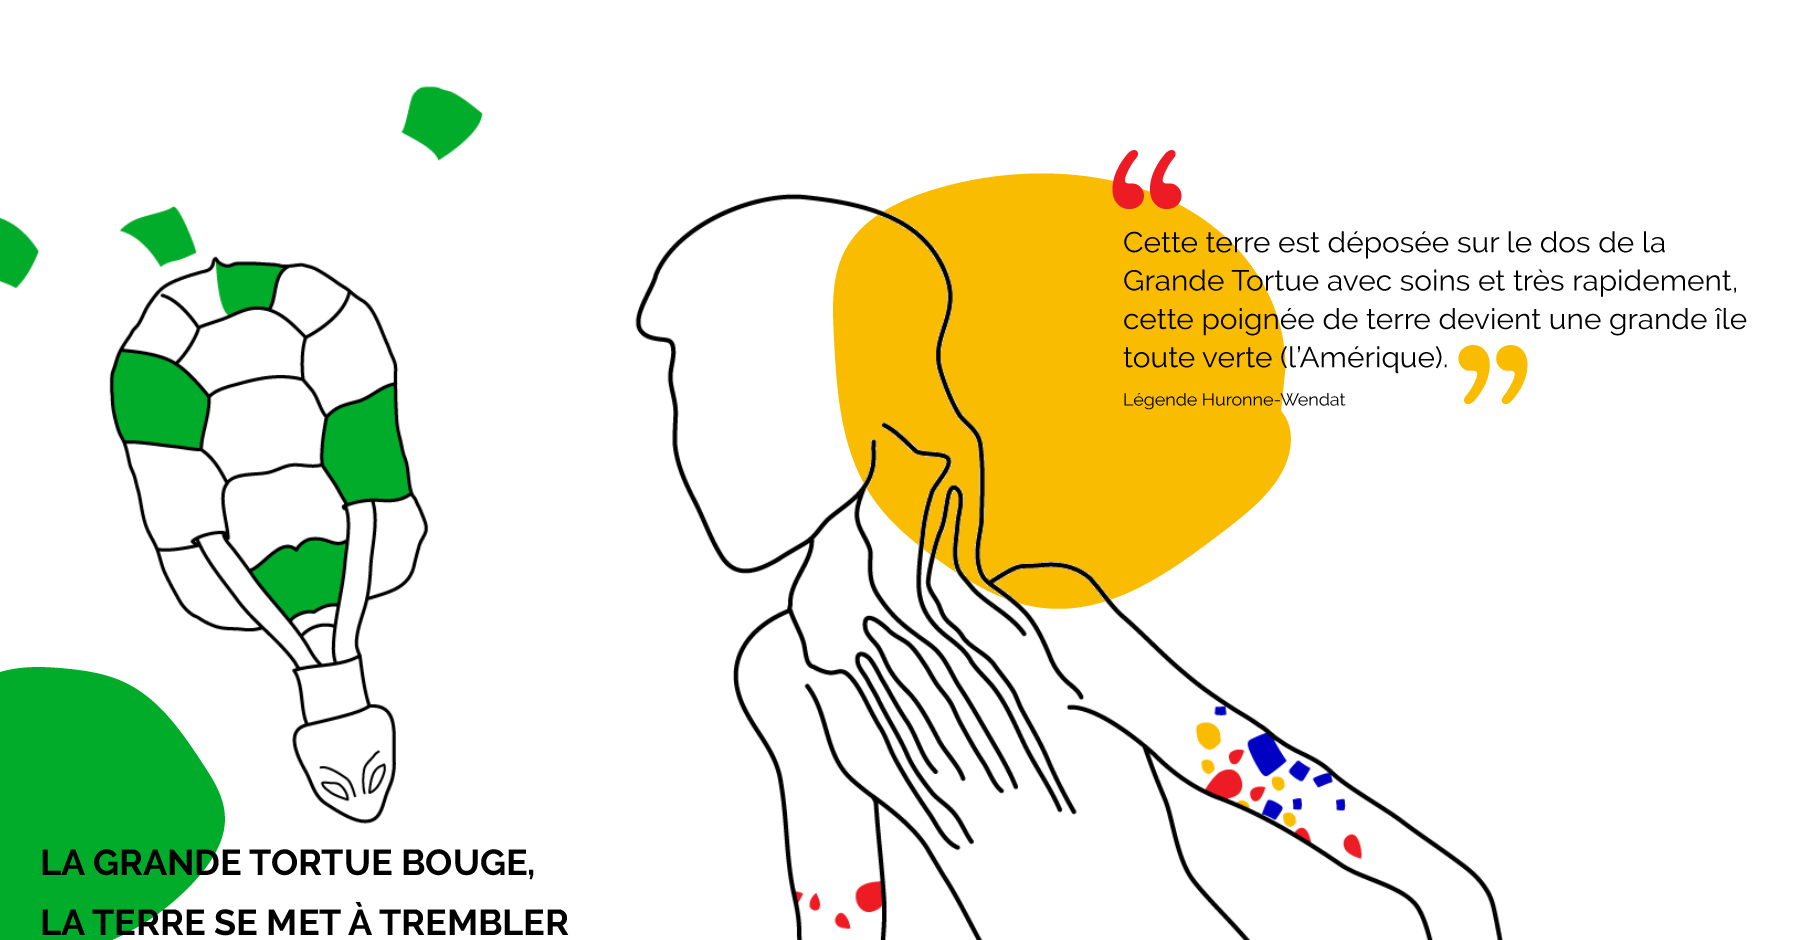 “
Cette terre est déposée sur le dos de la
Grande Tortue avec soins et très rapidement,
cette poignée de terre devient une grande île
toute verte (l’Amérique). ”
Légende Huronne-Wendat
LA GRANDE TORTUE BOUGE,
LA TERRE SE MET À TREMBLER